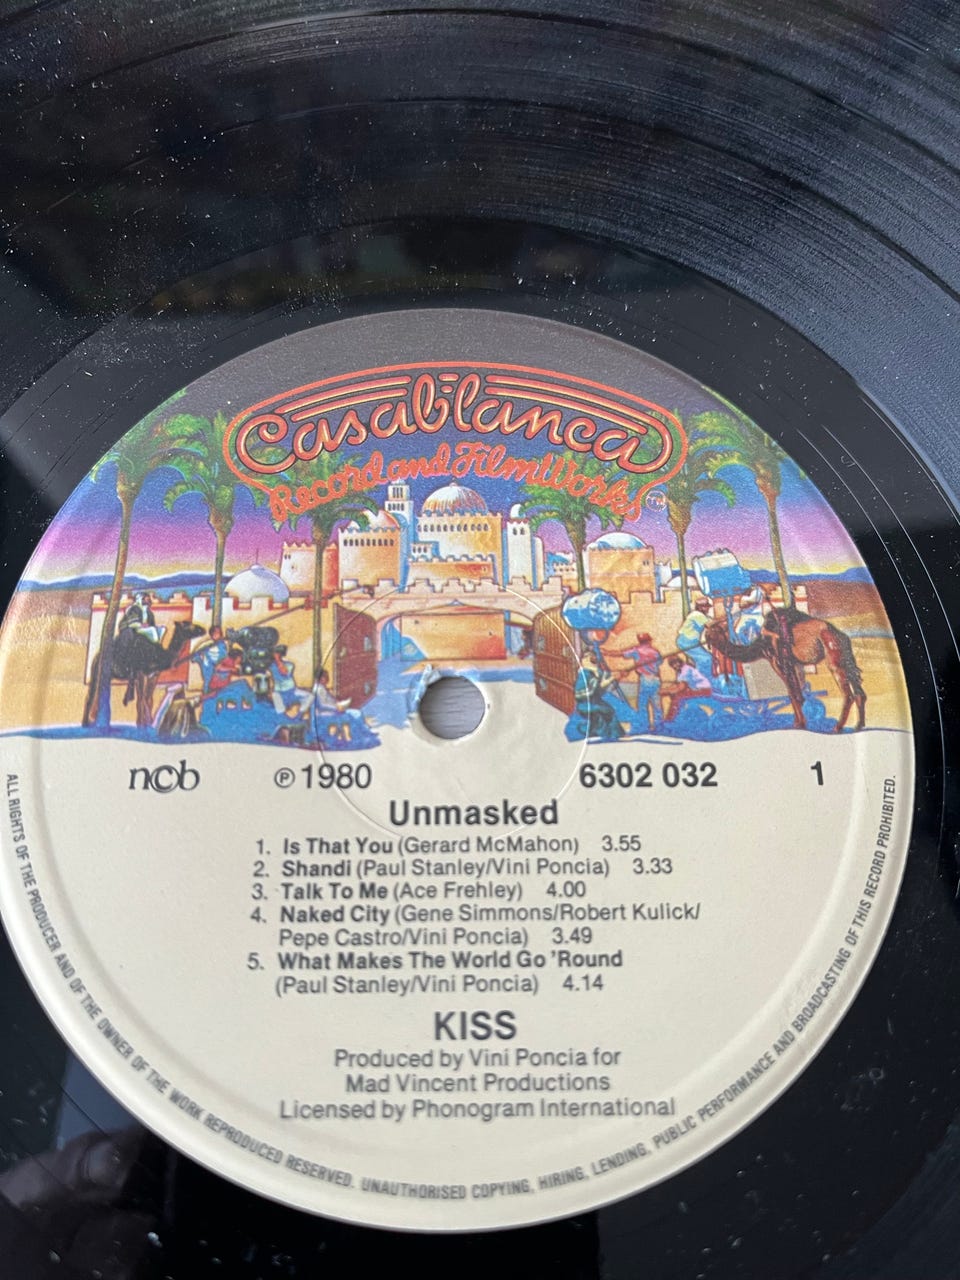 Casablanca
Record and FilmWorks TM
ncb ℗ 1980 6302 032 1
Unmasked
1. Is That You (Gerard McMahon) 3.55
2. Shandi (Paul Stanley/Vini Poncia) 3.33
3. Talk To Me (Ace Frehley) 4.00
4. Naked City (Gene Simmons/Robert Kulick/
Pepe Castro/Vini Poncia) 3.49
5. What Makes The World Go 'Round
(Paul Stanley/Vini Poncia) 4.14
KISS
Produced by Vini Poncia for
Mad Vincent Productions
Licensed by Phonogram International
ALL RIGHTS OF THE PRODUCER AND OF THE OWNER OF THE WORK REPRODUCED RESERVED. UNAUTHORISED COPYING, HIRING, LENDING, PUBLIC PERFORMANCE AND BROADCASTING OF THIS RECORD PROHIBITED.